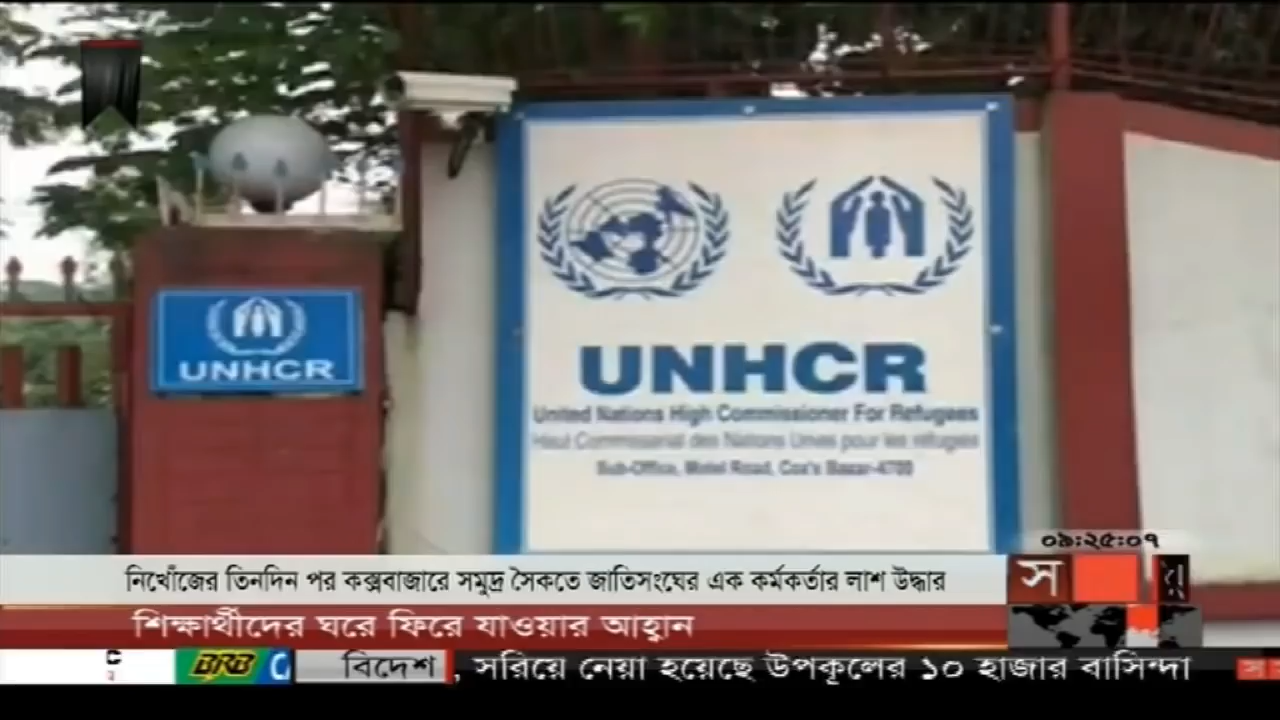 UNHCR
UNHCR
United Nations High Commissioner For Refugees
Haut Commissariat des Nations Unies pour les réfugiés
Sub-Office, Motel Road, Cox's Bazar-4700
০৯:২৫:০৭
নিখোঁজের তিনদিন পর কক্সবাজারে সমুদ্র সৈকতে জাতিসংঘের এক কর্মকর্তার লাশ উদ্ধার
স য়
শিক্ষার্থীদের ঘরে ফিরে যাওয়ার আহ্বান
BRB বিদেশ , সরিয়ে নেয়া হয়েছে উপকূলের ১০ হাজার বাসিন্দা